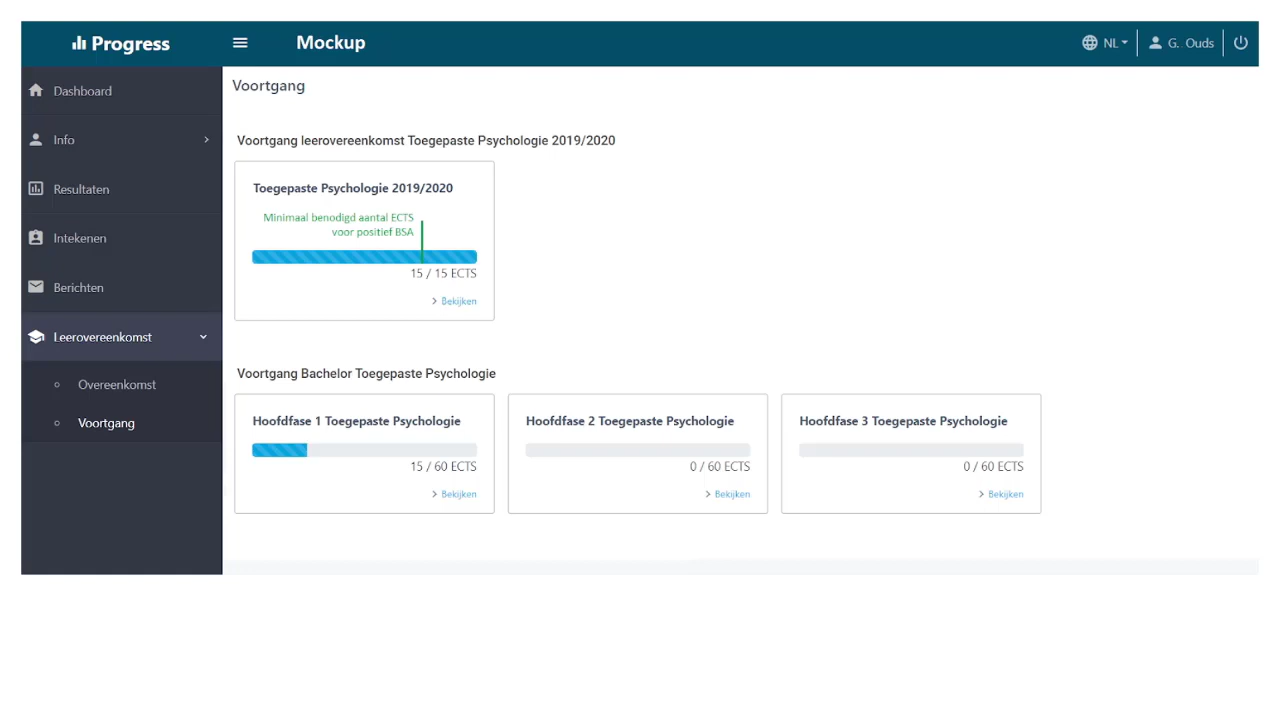 Progress
Mockup
NL
G. Ouds
Dashboard
Info
Resultaten
Intekenen
Berichten
Leerovereenkomst
Overeenkomst
Voortgang
Voortgang
Voortgang leerovereenkomst Toegepaste Psychologie 2019/2020
Toegepaste Psychologie 2019/2020
Minimaal benodigd aantal ECTS
voor positief BSA
15 / 15 ECTS
Bekijken
Voortgang Bachelor Toegepaste Psychologie
Hoofdfase 1 Toegepaste Psychologie
15 / 60 ECTS
Bekijken
Hoofdfase 2 Toegepaste Psychologie
0 / 60 ECTS
Bekijken
Hoofdfase 3 Toegepaste Psychologie
0 / 60 ECTS
Bekijken